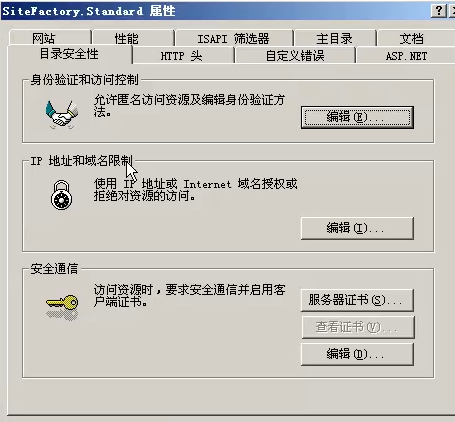 SiteFactory.Standard 属性
网站 性能 ISAPI 筛选器 主目录 文档
目录安全性 HTTP 头 自定义错误 ASP.NET
身份验证和访问控制
允许匿名访问资源及编辑身份验证方
法。
编辑(E)...
IP 地址和域名限制
使用 IP 地址或 Internet 域名授权或
拒绝对资源的访问。
编辑(I)...
安全通信
访问资源时，要求安全通信并启用客
户端证书。
服务器证书(S)...
查看证书(V)...
编辑(D)...